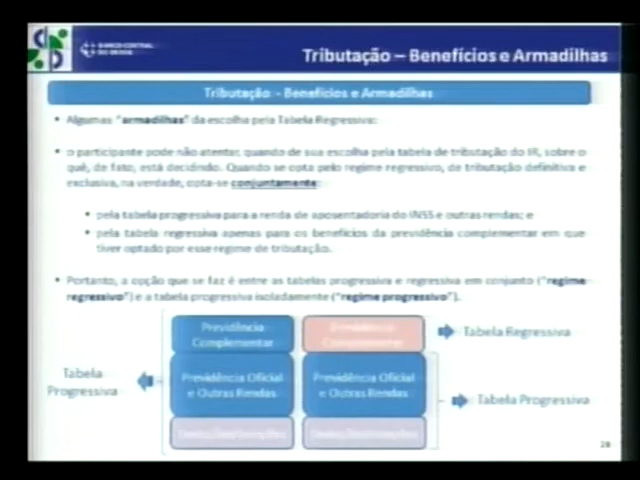 BANCO CENTRAL
DO BRASIL
Tributação – Benefícios e Armadilhas
Tributação - Benefícios e Armadilhas
• Algumas "armadilhas" da escolha pela Tabela Regressiva:
• o participante pode não atentar, quando de sua escolha pela tabela de tributação do IR, sobre o
quê, de fato, está decidindo. Quando se opta pelo regime regressivo, de tributação definitiva e
exclusiva, na verdade, opta-se conjuntamente:
• pela tabela progressiva para a renda de aposentadoria do INSS e outras rendas; e
• pela tabela regressiva apenas para os benefícios da previdência complementar em que
tiver optado por esse regime de tributação.
• Portanto, a opção que se faz é entre as tabelas progressiva e regressiva em conjunto ("regime
regressivo") e a tabela progressiva isoladamente ("regime progressivo").
Previdência
Complementar
Previdência
Complementar
Tabela Regressiva
Tabela
Progressiva
Previdência Oficial
e Outras Rendas
Previdência Oficial
e Outras Rendas
Tabela Progressiva
28